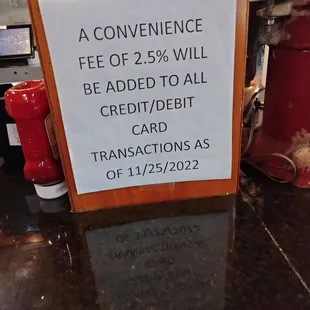 A CONVENIENCE
FEE OF 2.5% WILL
BE ADDED TO ALL
CREDIT/DEBIT
CARD
TRANSACTIONS AS
OF 11/25/2022